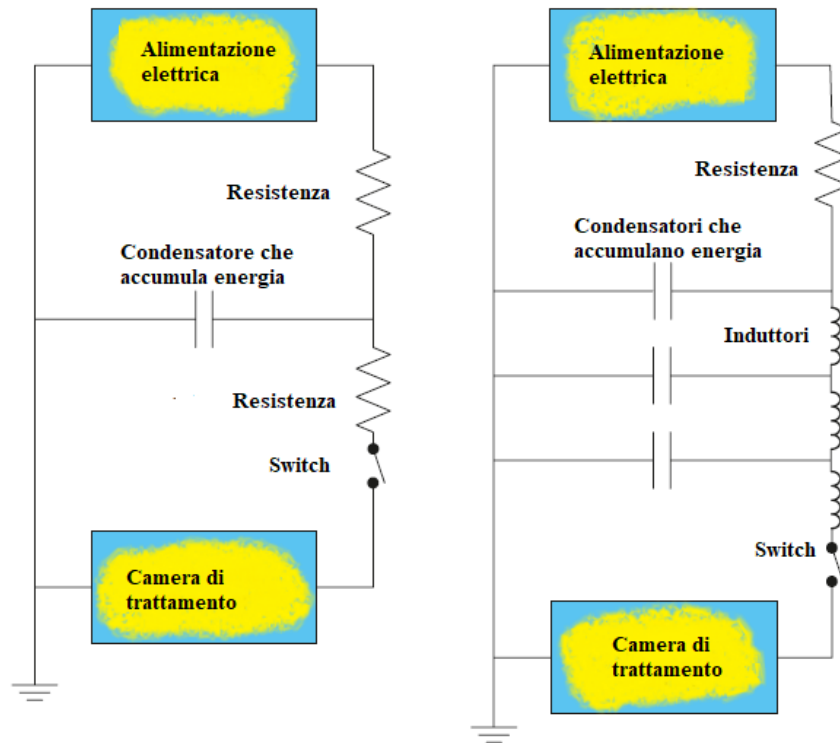 Alimentazione
elettrica
Resistenza
Condensatore che
accumula energia
Resistenza
Switch
Camera di
trattamento
Alimentazione
elettrica
Resistenza
Condensatori che
accumulano energia
Induttori
Switch
Camera di
trattamento